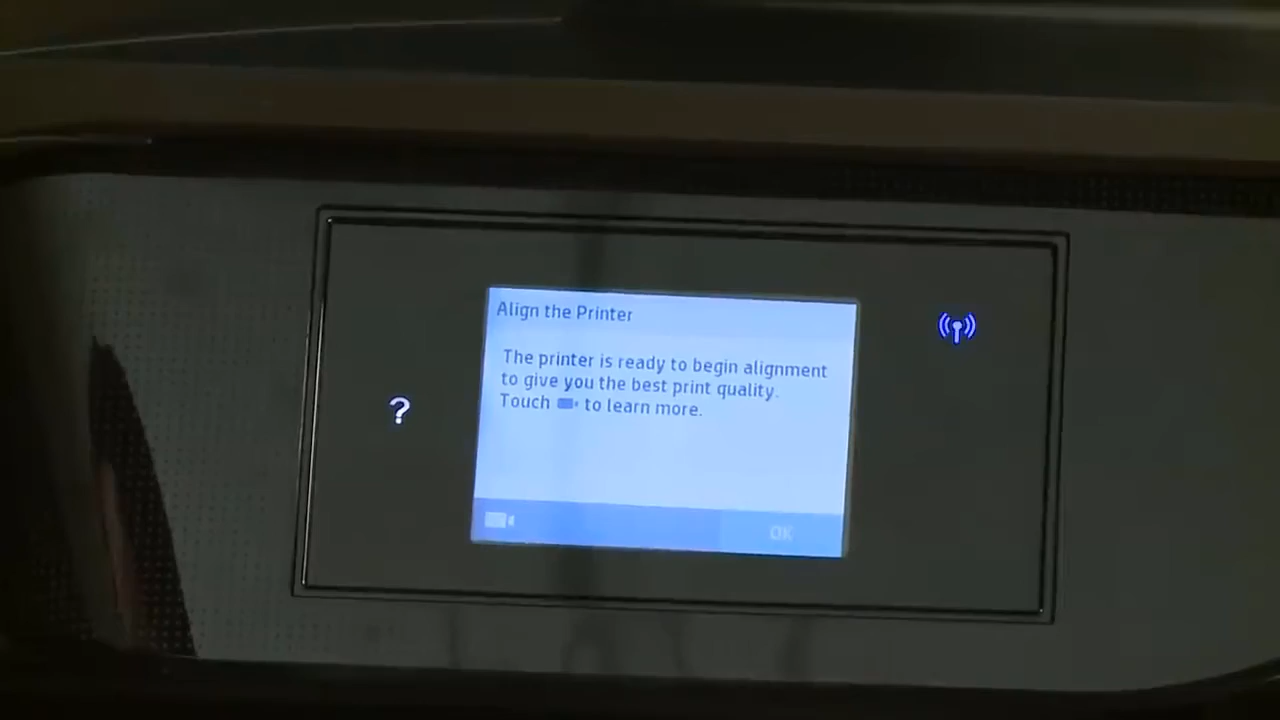 Align the Printer
The printer is ready to begin alignment
to give you the best print quality.
Touch to learn more.
?
OK